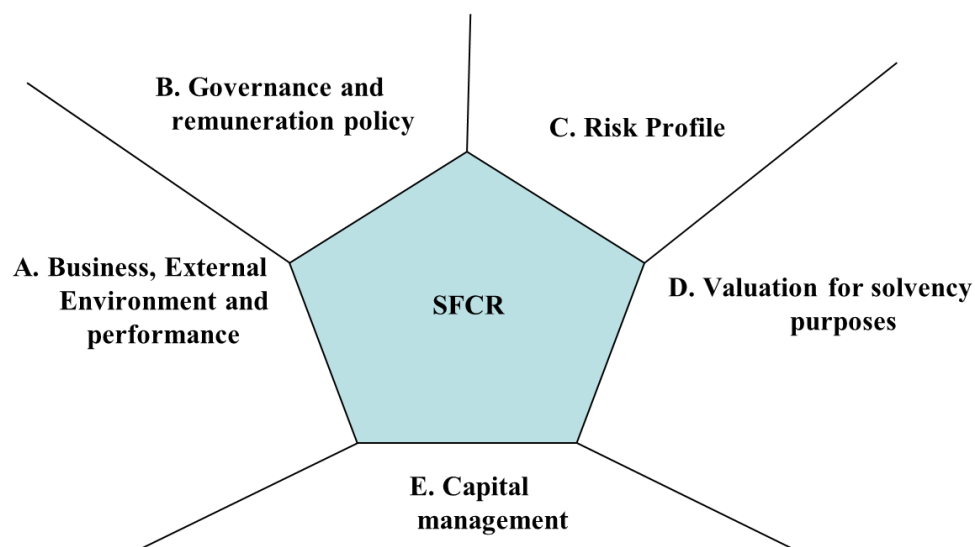 B. Governance and
remuneration policy
C. Risk Profile
A. Business, External
Environment and
performance
SFCR
D. Valuation for solvency
purposes
E. Capital
management